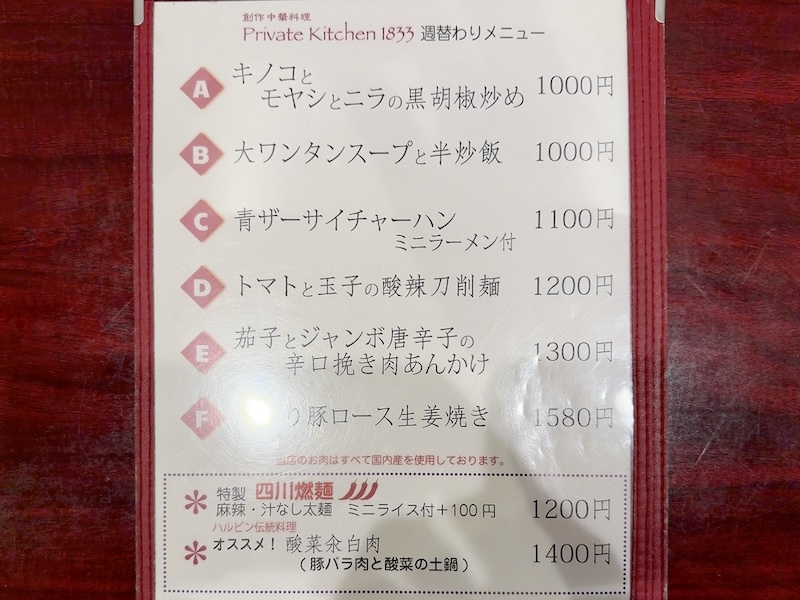 創作中華料理
Private Kitchen 1833 週替わりメニュー
A キノコと
モヤシとニラの黒胡椒炒め 1000円
B 大ワンタンスープと半炒飯 1000円
C 青ザーサイチャーハン 1100円
ミニラーメン付
D トマトと玉子の酸辣刀削麺 1200円
E 茄子とジャンボ唐辛子の
辛口挽き肉あんかけ 1300円
F り豚ロース生姜焼き 1580円
当店のお肉はすべて国内産を使用しております。
* 特製 四川燃麺
麻辣・汁なし太麺 ミニライス付+100円 1200円
ハルビン伝統料理
* オススメ! 酸菜氽白肉 1400円
(豚バラ肉と酸菜の土鍋)